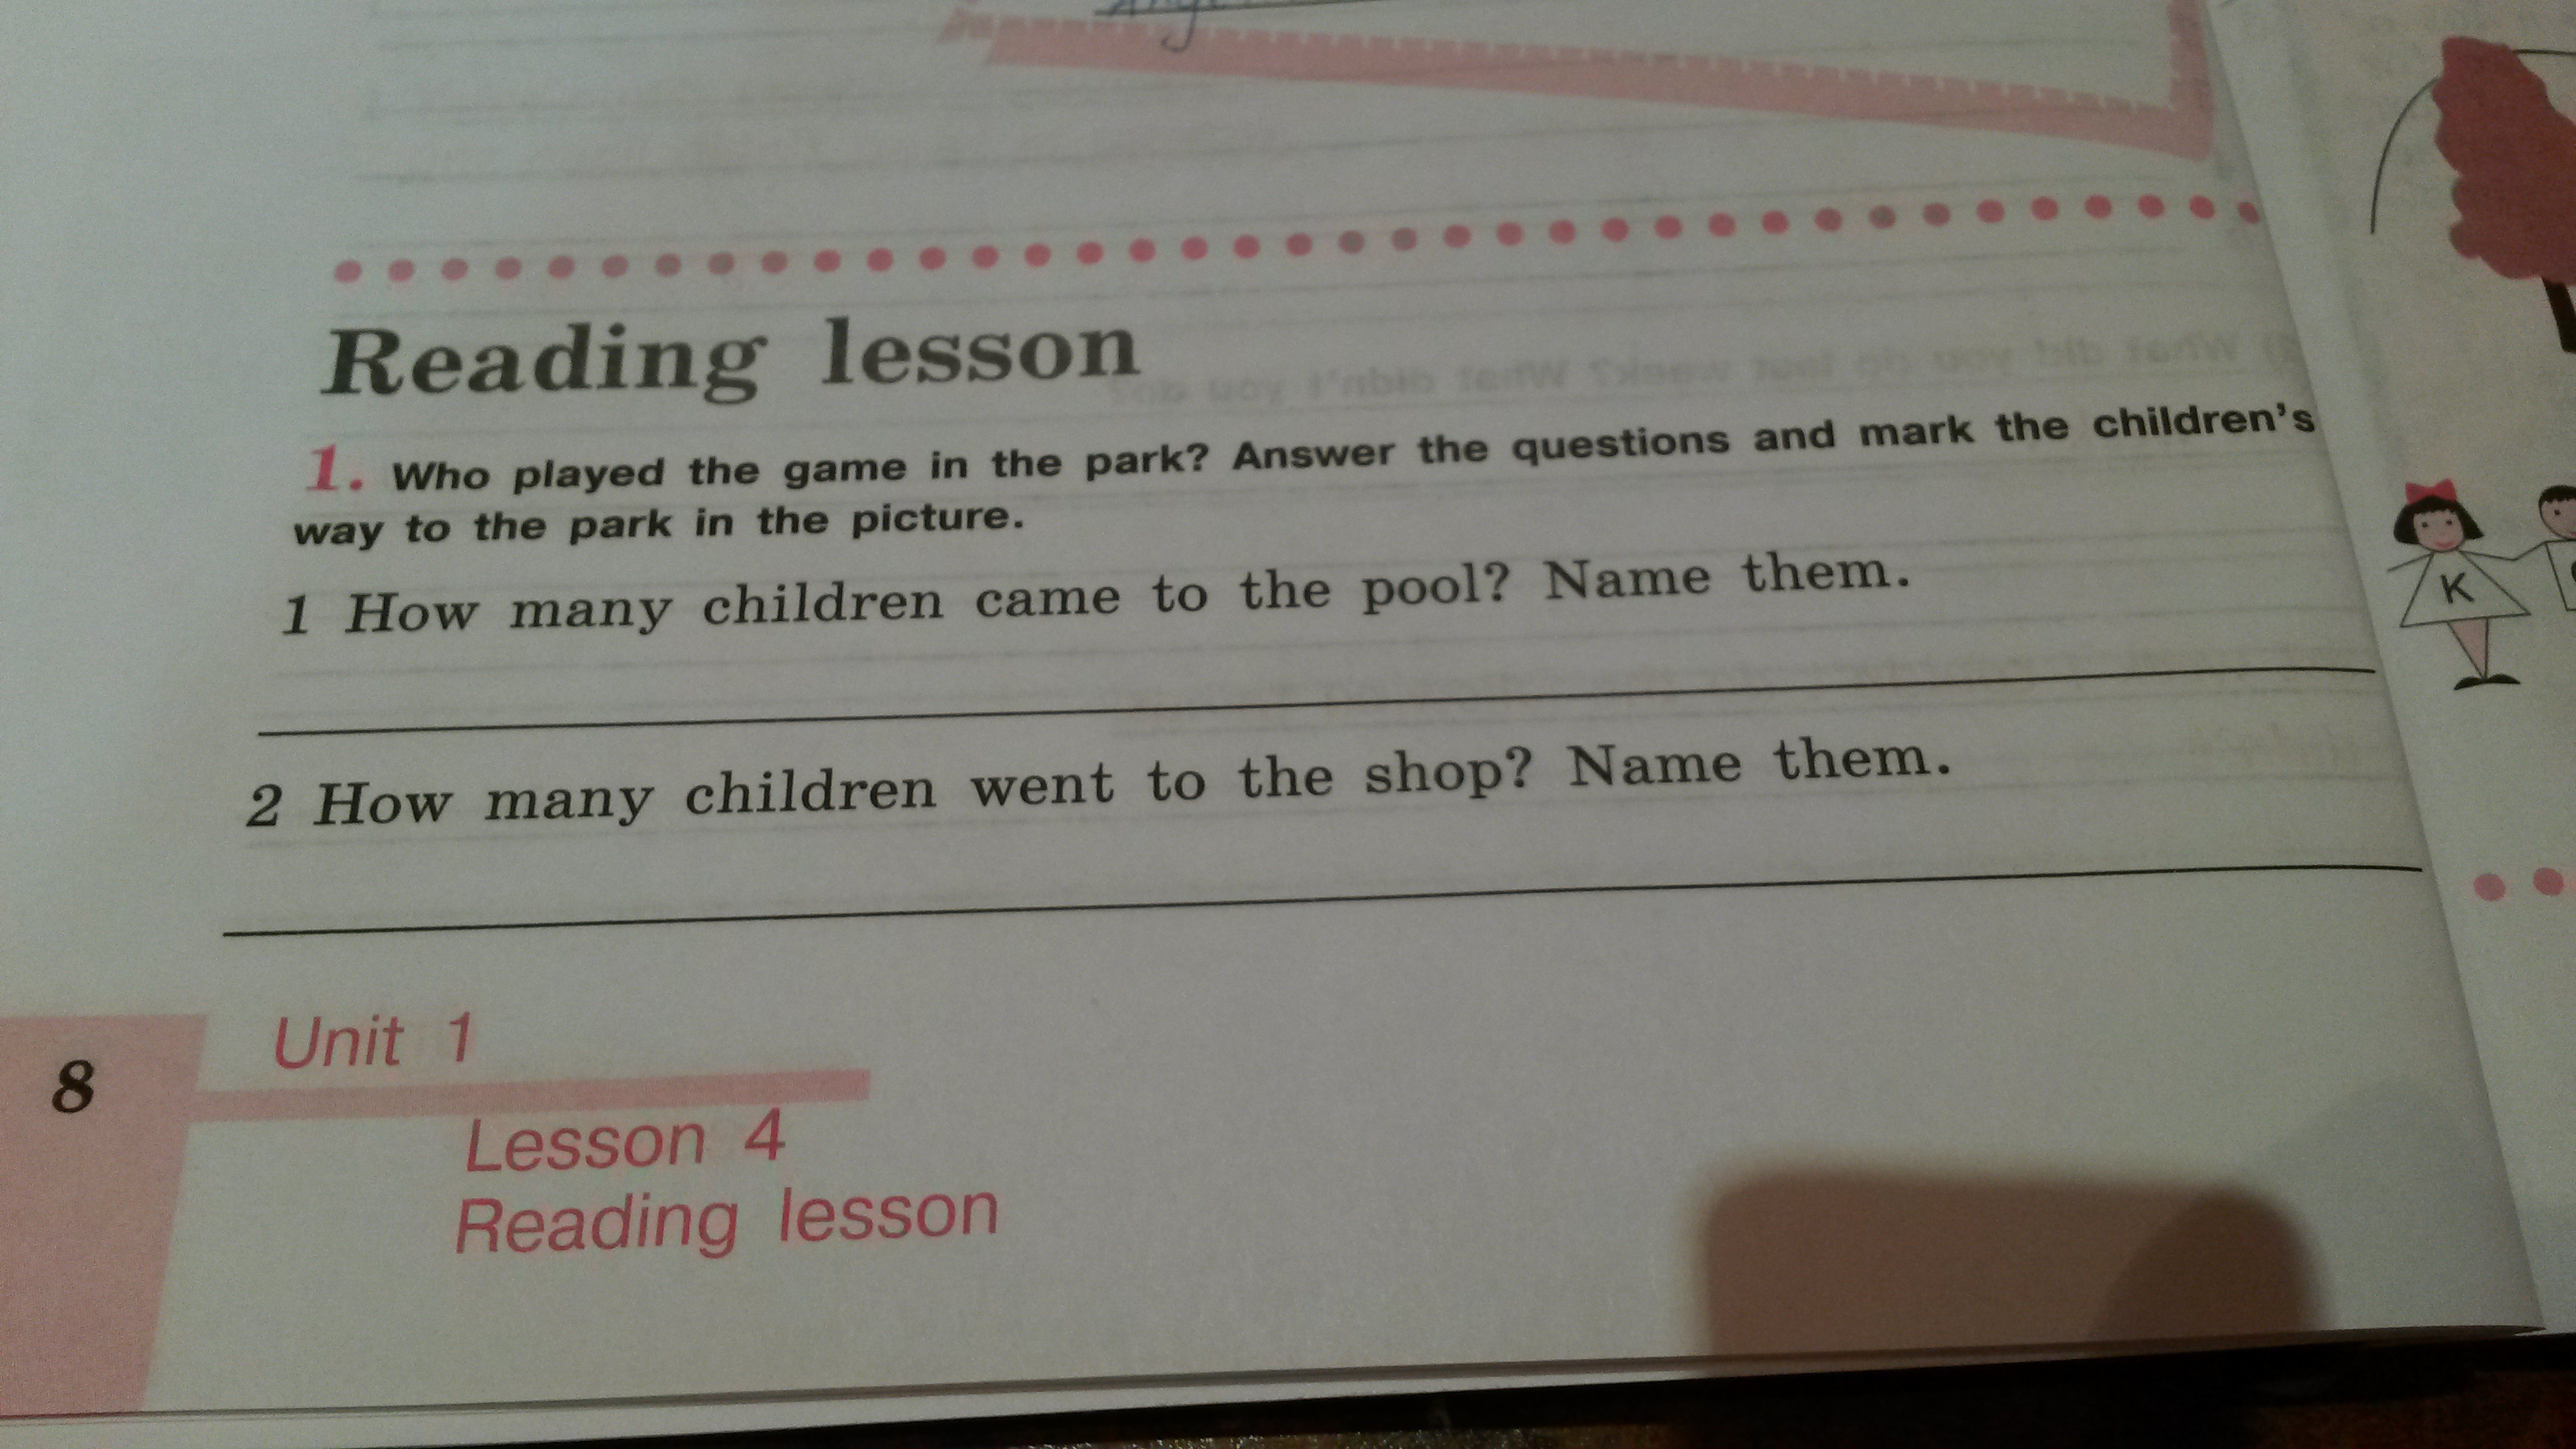 Reading lesson
1. Who played the game in the park? Answer the questions and mark the children's
way to the park in the picture.
1 How many children came to the pool? Name them.
2 How many children went to the shop? Name them.
K
8
Unit 1
Lesson 4
Reading lesson